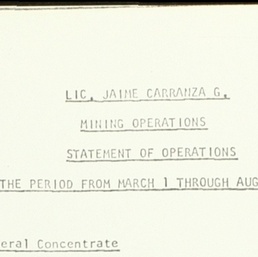 LIC. JAIME CARRANZA G.
MINING OPERATIONS
STATEMENT OF OPERATIONS
THE PERIOD FROM MARCH 1 THROUGH AUG
eral Concentrate